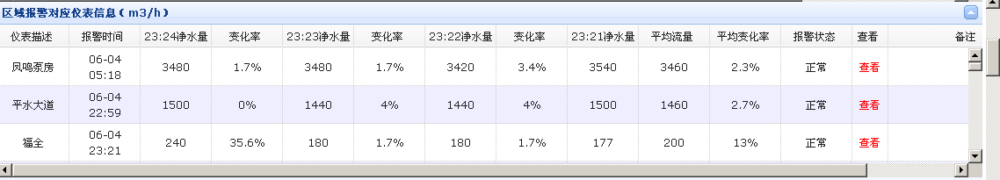 区域报警对应仪表信息（m3/h）
仪表描述 报警时间 23:24净水量 变化率 23:23净水量 变化率 23:22净水量 变化率 23:21净水量 平均流量 平均变化率 报警状态 查看 备注
凤鸣泵房 06-04 05:18 3480 1.7% 3480 1.7% 3420 3.4% 3540 3460 2.3% 正常 查看
平水大道 06-04 22:59 1500 0% 1440 4% 1440 4% 1500 1460 2.7% 正常 查看
福全 06-04 23:21 240 35.6% 180 1.7% 180 1.7% 177 200 13% 正常 查看